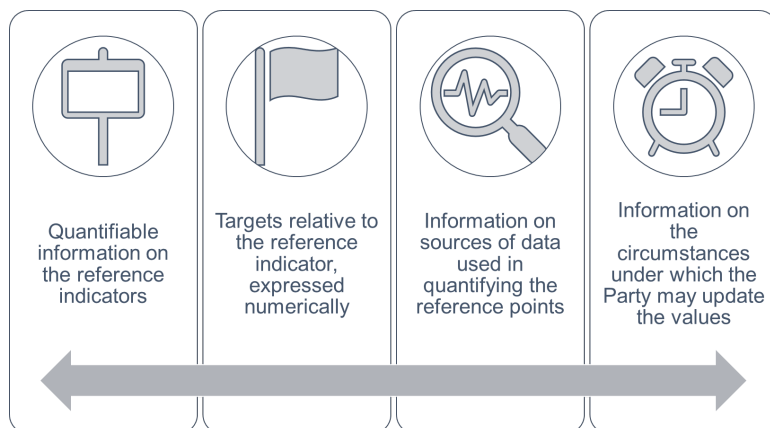 Quantifiable
information on
the reference
indicators
Targets relative to
the reference
indicator,
expressed
numerically
Information on
sources of data
used in
quantifying the
reference points
Information on
the
circumstances
under which the
Party may update
the values